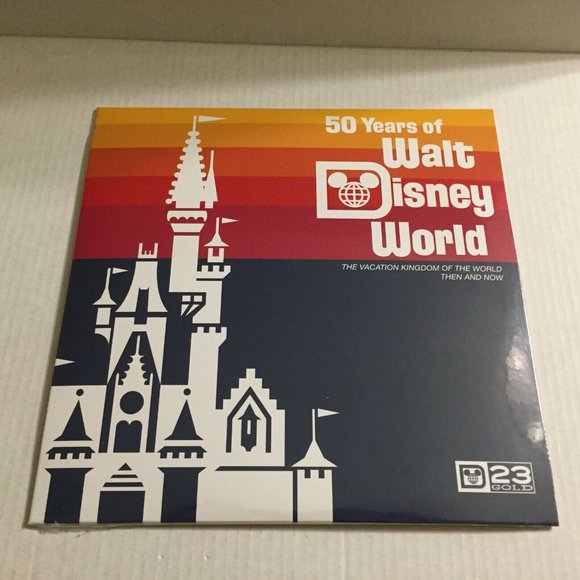 50 Years of
Walt
Disney
World
THE VACATION KINGDOM OF THE WORLD
THEN AND NOW
D 23
GOLD